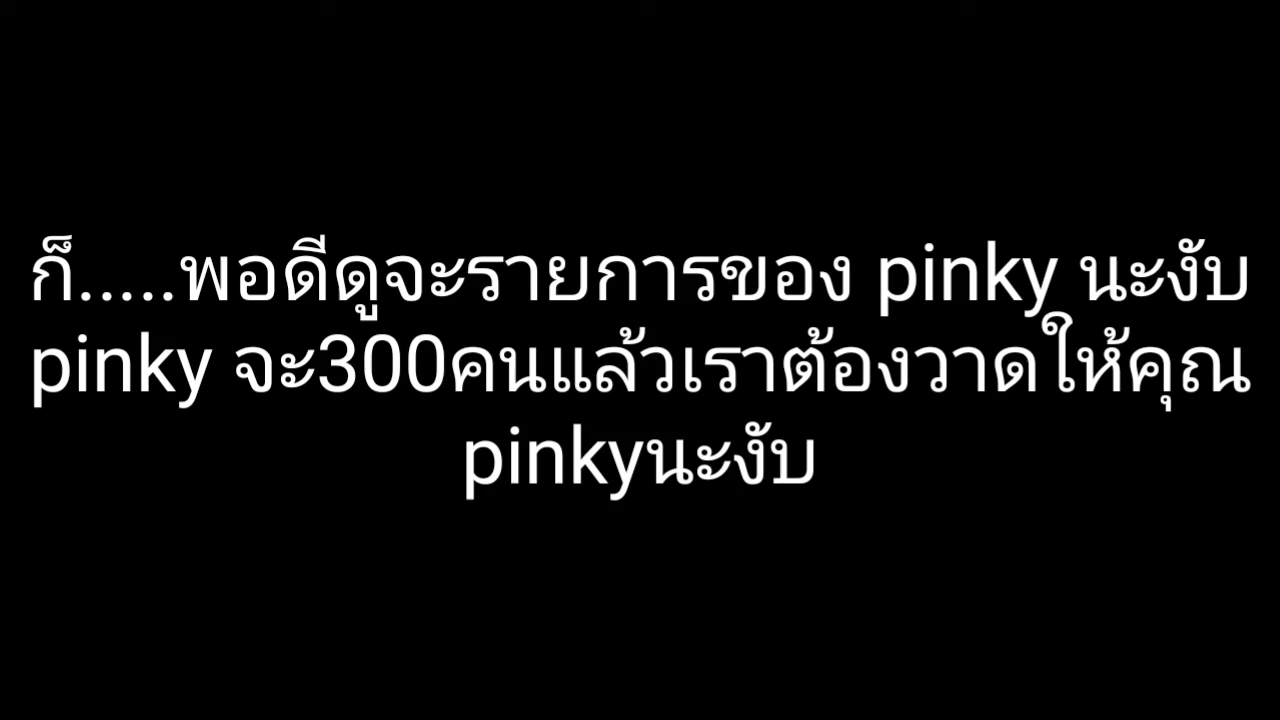 ก็.....พอดีดูจะรายการของ pinky นะงับ
pinky จะ300คนแล้วเราต้องวาดให้คุณ
pinkyนะงับ